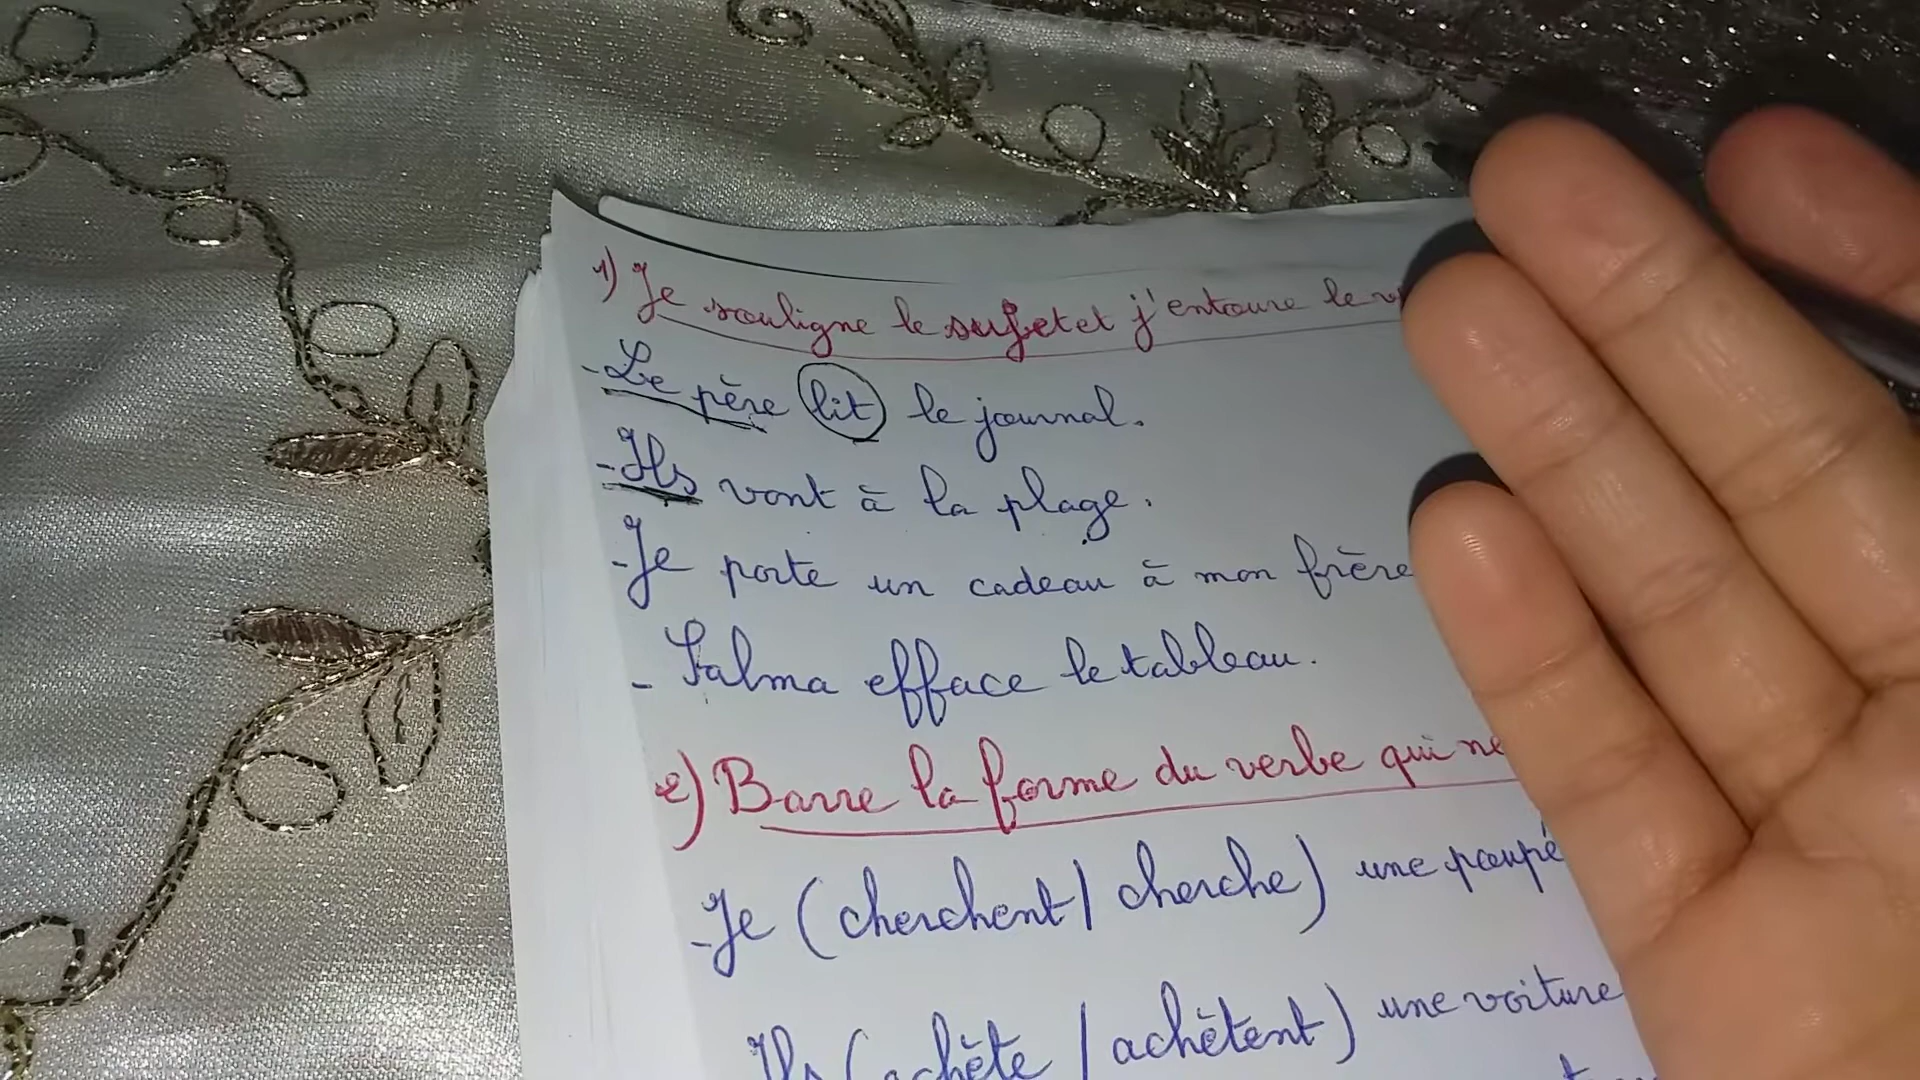 1) Je souligne le sujet et j'entoure le
- Le père lit le journal.
- Ils vont à la plage.
- Je porte un cadeau à mon frère
- Salma efface le tableau.
2) Barre la forme du verbe qui ne
- Je (cherchent / cherche) une poupé
Ils (achète / achètent) une voiture